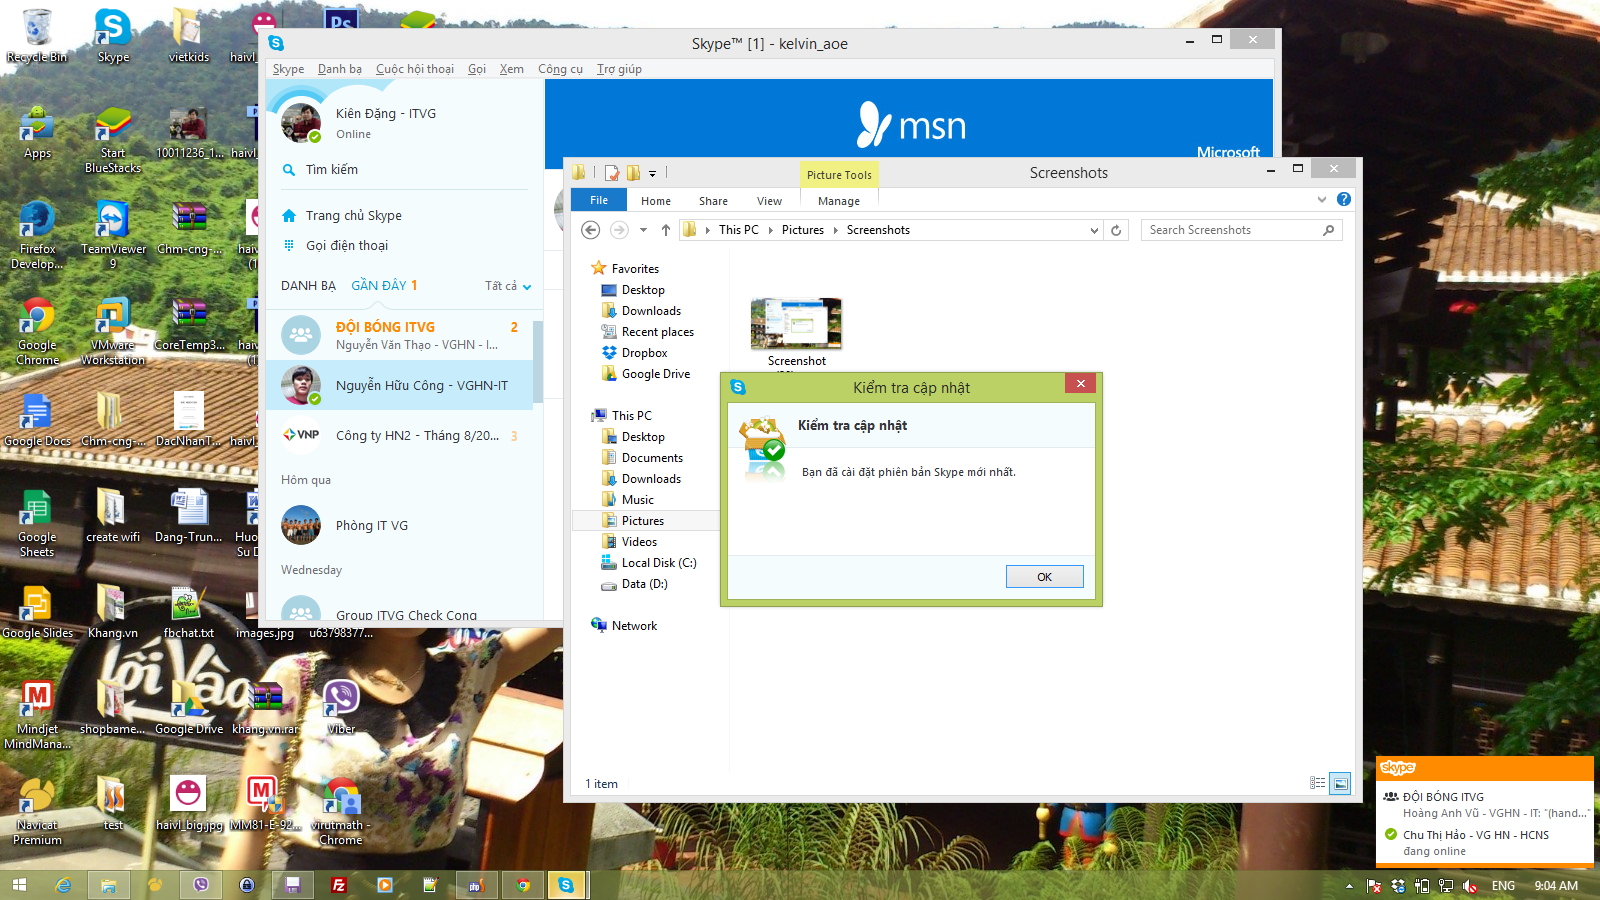 Recycle Bin
Skype
vietkids
haivl_
Apps
Start BlueStacks
10011236_1...
haivl_
Firefox Develop...
TeamViewer 9
Chm-cng-...
haivl
(1
Google Chrome
VMware Workstation
CoreTemp3...
haivl
(1
Google Docs
Chm-cng-...
DacNhanT...
haivl_
Google Sheets
create wifi
Dang-Trun...
Huo
Su D
Google Slides
Khang.vn
fbchat.txt
images.jpg
u63798377...
Mindjet MindMana...
shopbame...
Google Drive
khang.vn.rar
Viber
Navicat Premium
test
haivl_big.jpg
MM81-E-92...
virutmath - Chrome
lối vào
Skype™ [1] - kelvin_aoe
Skype Danh bạ Cuộc hội thoại Gọi Xem Công cụ Trợ giúp
Kiên Đặng - ITVG
Online
Tìm kiếm
Trang chủ Skype
Gọi điện thoại
DANH BẠ GẦN ĐÂY 1 Tất cả
ĐỘI BÓNG ITVG 2
Nguyễn Văn Thạo - VGHN - I...
Nguyễn Hữu Công - VGHN-IT
VNP Công ty HN2 - Tháng 8/20... 3
Hôm qua
Phòng IT VG
Wednesday
Group ITVG Check Cong
msn
Microsoft
Picture Tools
Screenshots
File Home Share View Manage
This PC Pictures Screenshots
Search Screenshots
Favorites
Desktop
Downloads
Recent places
Dropbox
Google Drive
This PC
Desktop
Documents
Downloads
Music
Pictures
Videos
Local Disk (C:)
Data (D:)
Network
Screenshot
1 item
Kiểm tra cập nhật
Kiểm tra cập nhật
Bạn đã cài đặt phiên bản Skype mới nhất.
OK
skype
ĐỘI BÓNG ITVG
Hoàng Anh Vũ - VGHN - IT: "(hand..."
Chu Thị Hảo - VG HN - HCNS
đang online
ENG 9:04 AM